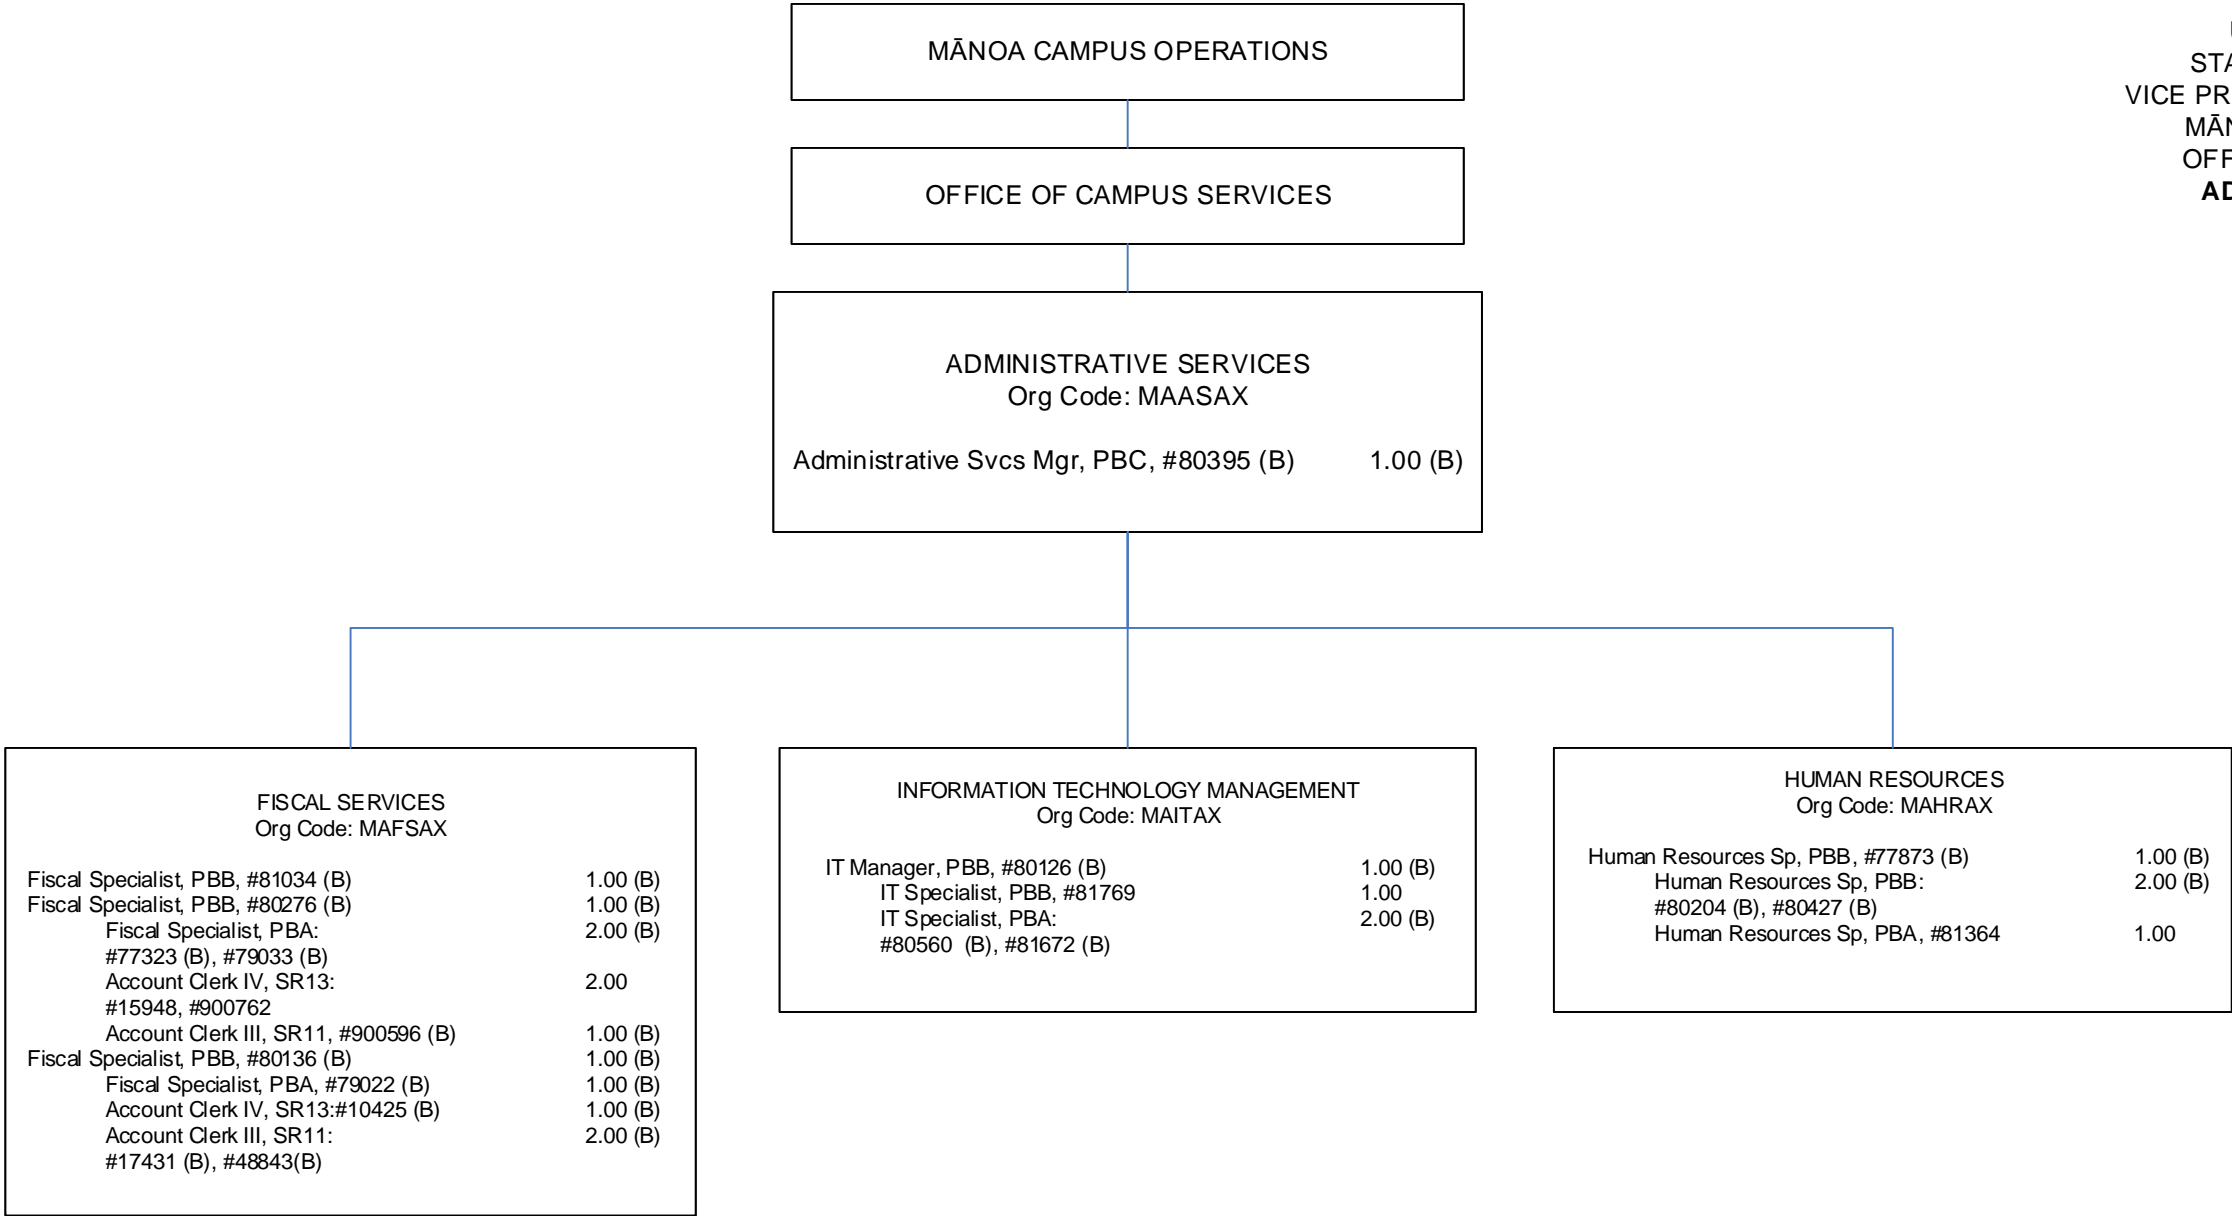 MĀNOA CAMPUS OPERATIONS
OFFICE OF CAMPUS SERVICES
ADMINISTRATIVE SERVICES
Org Code: MAASAX
Administrative Svcs Mgr, PBC, #80395 (B) 1.00 (B)
FISCAL SERVICES
Org Code: MAFSAX
Fiscal Specialist, PBB, #81034 (B) 1.00 (B)
Fiscal Specialist, PBB, #80276 (B) 1.00 (B)
Fiscal Specialist, PBA: 2.00 (B)
#77323 (B), #79033 (B)
Account Clerk IV, SR13: 2.00
#15948, #900762
Account Clerk III, SR11, #900596 (B) 1.00 (B)
Fiscal Specialist, PBB, #80136 (B) 1.00 (B)
Fiscal Specialist, PBA, #79022 (B) 1.00 (B)
Account Clerk IV, SR13:#10425 (B) 1.00 (B)
Account Clerk III, SR11: 2.00 (B)
#17431 (B), #48843(B)
INFORMATION TECHNOLOGY MANAGEMENT
Org Code: MAITAX
IT Manager, PBB, #80126 (B) 1.00 (B)
IT Specialist, PBB, #81769 1.00
IT Specialist, PBA: 2.00 (B)
#80560 (B), #81672 (B)
HUMAN RESOURCES
Org Code: MAHRAX
Human Resources Sp, PBB, #77873 (B) 1.00 (B)
Human Resources Sp, PBB: 2.00 (B)
#80204 (B), #80427 (B)
Human Resources Sp, PBA, #81364 1.00
VICE